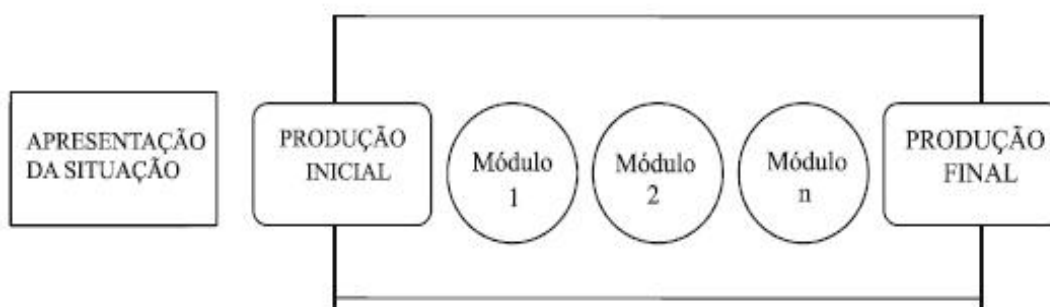 APRESENTAÇÃO
DA SITUAÇÃO
PRODUÇÃO
INICIAL
Módulo
1
Módulo
2
Módulo
n
PRODUÇÃO
FINAL